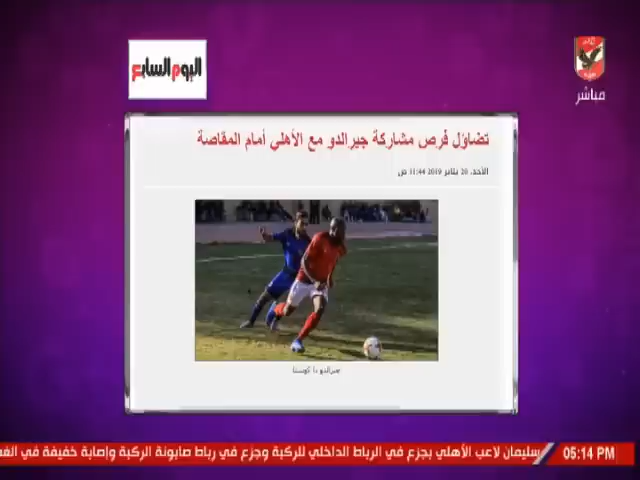 اليوم السابع
مباشر
تضاؤل فرص مشاركة جيرالدو مع الأهلي أمام المقاصة
الأحد، 20 يناير 2019 11:44 ص
جيرالدو دا كوستا
سليمان لاعب الأهلي بجزع في الرباط الداخلي للركبة وجزع في رباط صابونة الركبة وإصابة خفيفة في الغض
05:14 PM